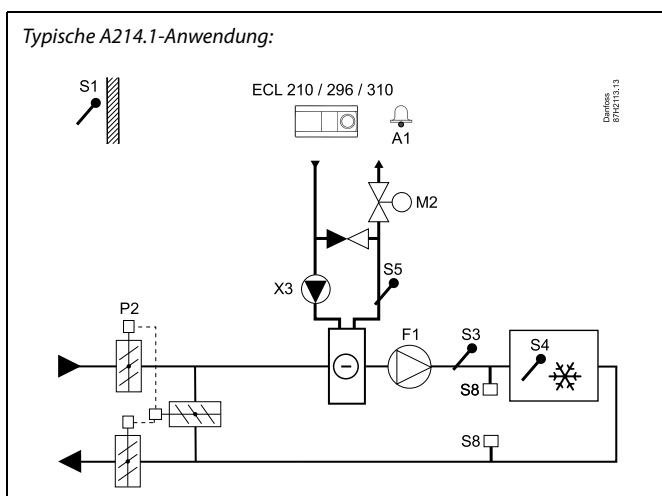 Typische A214.1-Anwendung:
S1
ECL 210 / 296 / 310
A1
Danfoss
87H2113.13
M2
S5
X3
P2
F1
S3
S4
S8
S8